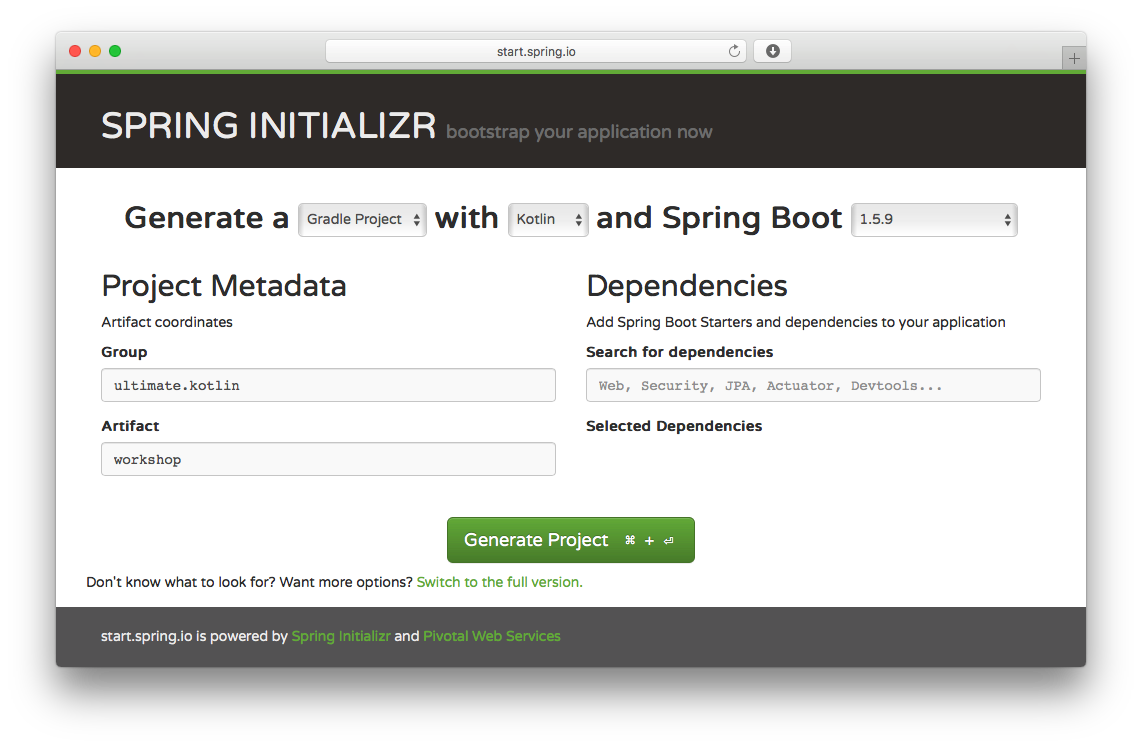 start.spring.io
SPRING INITIALIZR bootstrap your application now
Generate a Gradle Project with Kotlin and Spring Boot 1.5.9
Project Metadata
Artifact coordinates
Group
ultimate.kotlin
Artifact
workshop
Dependencies
Add Spring Boot Starters and dependencies to your application
Search for dependencies
Web, Security, JPA, Actuator, Devtools...
Selected Dependencies
Generate Project ⌘ + ⏎
Don't know what to look for? Want more options? Switch to the full version.
start.spring.io is powered by Spring Initializr and Pivotal Web Services